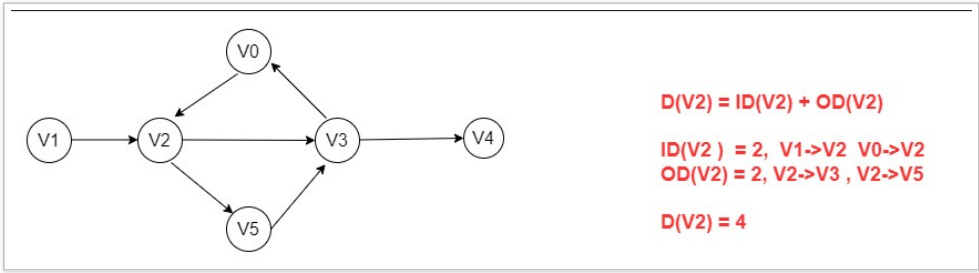 V0
V1
V2
V3
V4
V5
D(V2) = ID(V2) + OD(V2)
ID(V2 ) = 2, V1->V2 V0->V2
OD(V2) = 2, V2->V3 , V2->V5
D(V2) = 4